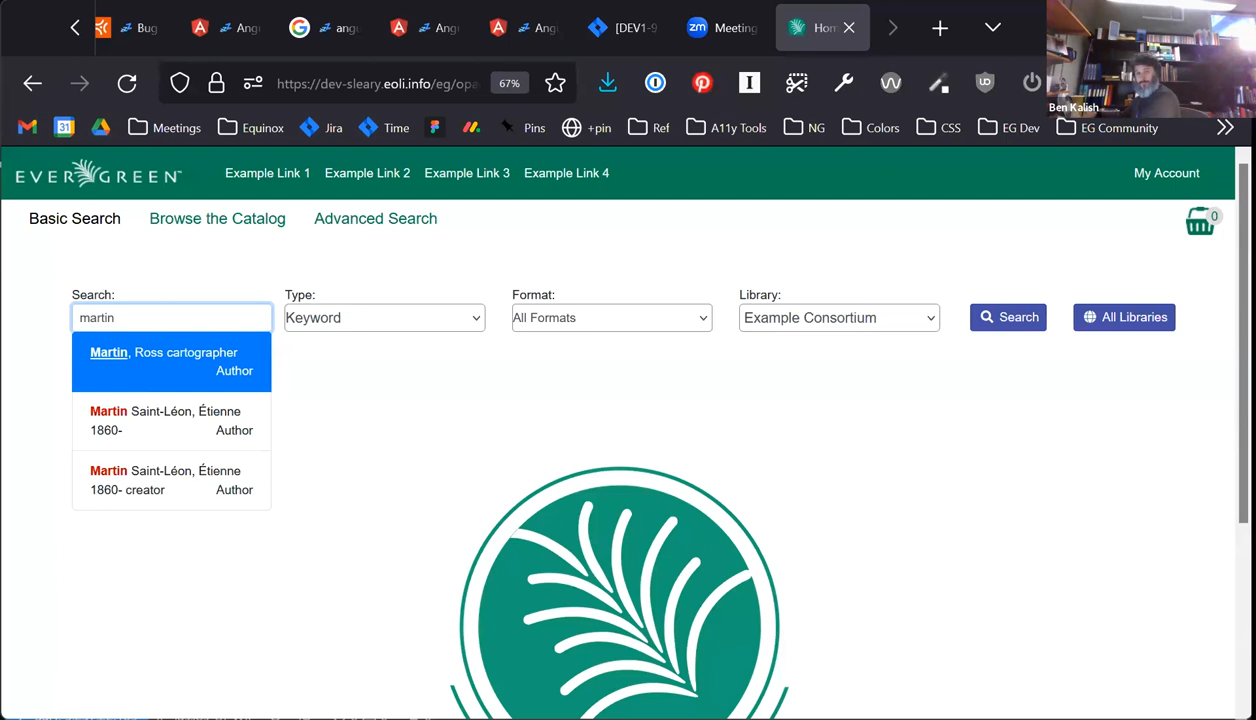 Bug
Ang
ang
Ang
Ang
[DEV1-9
zm Meeting
Hom
https://dev-sleary.eoli.info/eg/opa
67%
Ben Kalish
31
Meetings
Equinox
Jira
Time
Pins
+pin
Ref
A11y Tools
NG
Colors
CSS
EG Dev
EG Community
EVERGREEN
Example Link 1
Example Link 2
Example Link 3
Example Link 4
My Account
Basic Search
Browse the Catalog
Advanced Search
0
Search:
Type:
Format:
Library:
martin
Keyword
All Formats
Example Consortium
Search
All Libraries
Martin, Ross cartographer
Author
Martin Saint-Léon, Étienne
1860- Author
Martin Saint-Léon, Étienne
1860- creator Author